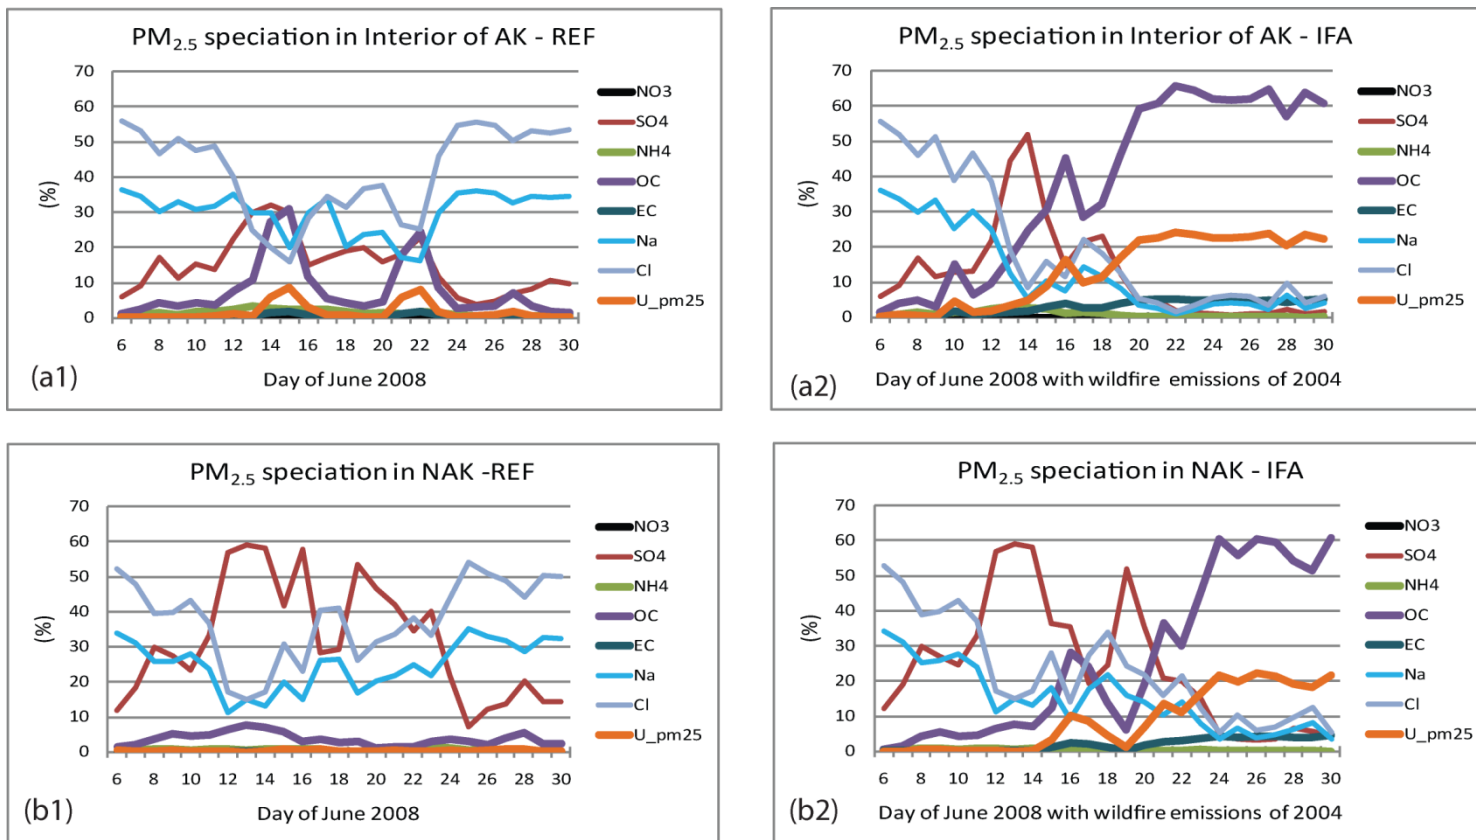 PM2.5 speciation in Interior of AK - REF
70
60
50
40
30
20
10
0
(%)
6 8 10 12 14 16 18 20 22 24 26 28 30
Day of June 2008
NO3
SO4
NH4
OC
EC
Na
Cl
U_pm25
(a1)
PM2.5 speciation in Interior of AK - IFA
70
60
50
40
30
20
10
0
(%)
6 8 10 12 14 16 18 20 22 24 26 28 30
Day of June 2008 with wildfire emissions of 2004
NO3
SO4
NH4
OC
EC
Na
Cl
U_pm25
(a2)
PM2.5 speciation in NAK -REF
70
60
50
40
30
20
10
0
(%)
6 8 10 12 14 16 18 20 22 24 26 28 30
Day of June 2008
NO3
SO4
NH4
OC
EC
Na
Cl
U_pm25
(b1)
PM2.5 speciation in NAK - IFA
70
60
50
40
30
20
10
0
(%)
6 8 10 12 14 16 18 20 22 24 26 28 30
Day of June 2008 with wildfire emissions of 2004
NO3
SO4
NH4
OC
EC
Na
Cl
U_pm25
(b2)